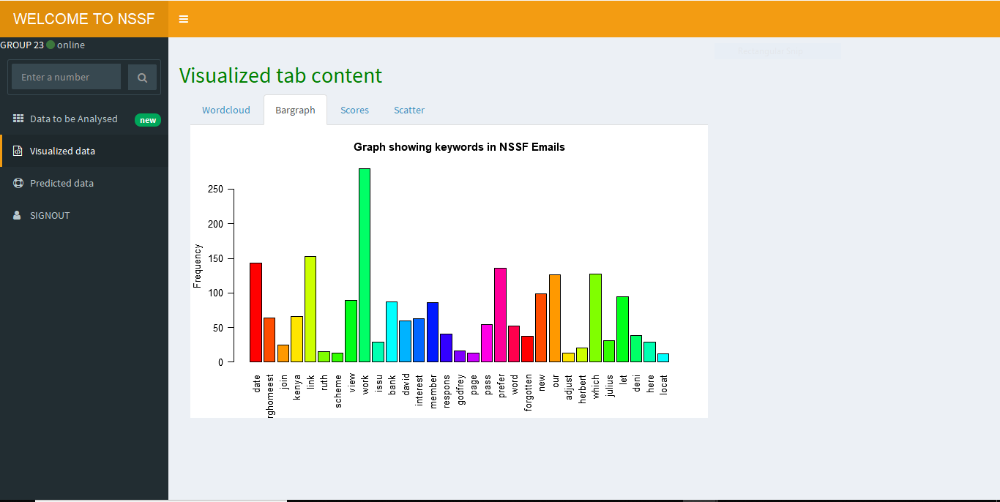 WELCOME TO NSSF
GROUP 23 online
Enter a number
Data to be Analysed new
Visualized data
Predicted data
SIGNOUT
Visualized tab content
Wordcloud Bargraph Scores Scatter
Graph showing keywords in NSSF Emails
Frequency
250
200
150
100
50
0
date
rghomeest
join
kenya
link
ruth
scheme
view
work
issu
bank
david
interest
member
respons
godfrey
page
pass
prefer
word
forgotten
new
our
adjust
herbert
which
julius
let
deni
here
locat